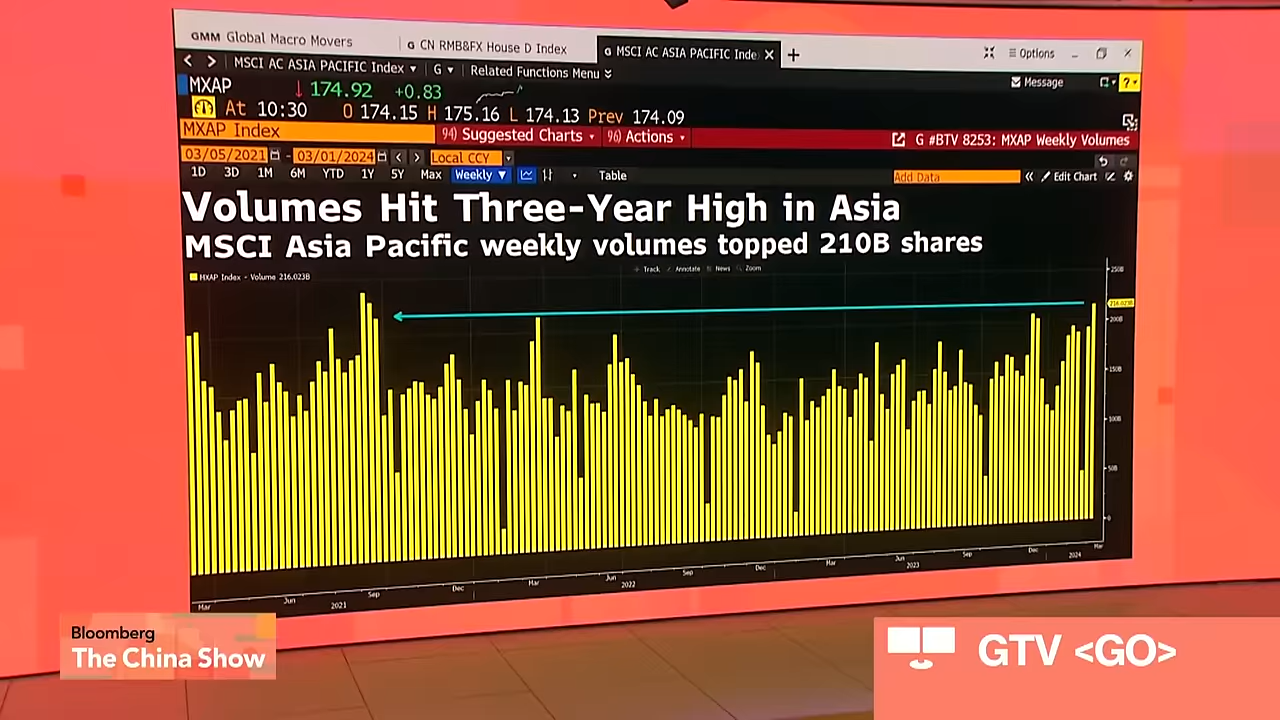 GMM Global Macro Movers
G CN RMB&FX House D Index
G MSCI AC ASIA PACIFIC Inde
Options
MSCI AC ASIA PACIFIC Index
G
Related Functions Menu
Message
?
MXAP
174.92 +0.83
At 10:30 O 174.15 H 175.16 L 174.13 Prev 174.09
MXAP Index
94) Suggested Charts
96) Actions
G #BTV 8253: MXAP Weekly Volumes
03/05/2021 - 03/01/2024
Local CCY
1D 3D 1M 6M YTD 1Y 5Y Max Weekly Table
Add Data
Edit Chart
Volumes Hit Three-Year High in Asia
MSCI Asia Pacific weekly volumes topped 210B shares
Track Annotate News Zoom
MXAP Index - Volume 216.023B
250B
216.023B
200B
150B
100B
50B
0
Mar Jun Sep Dec Mar Jun Sep Dec Mar Jun Sep Dec Mar
2021 2022 2023 2024
Bloomberg
The China Show
GTV <GO>